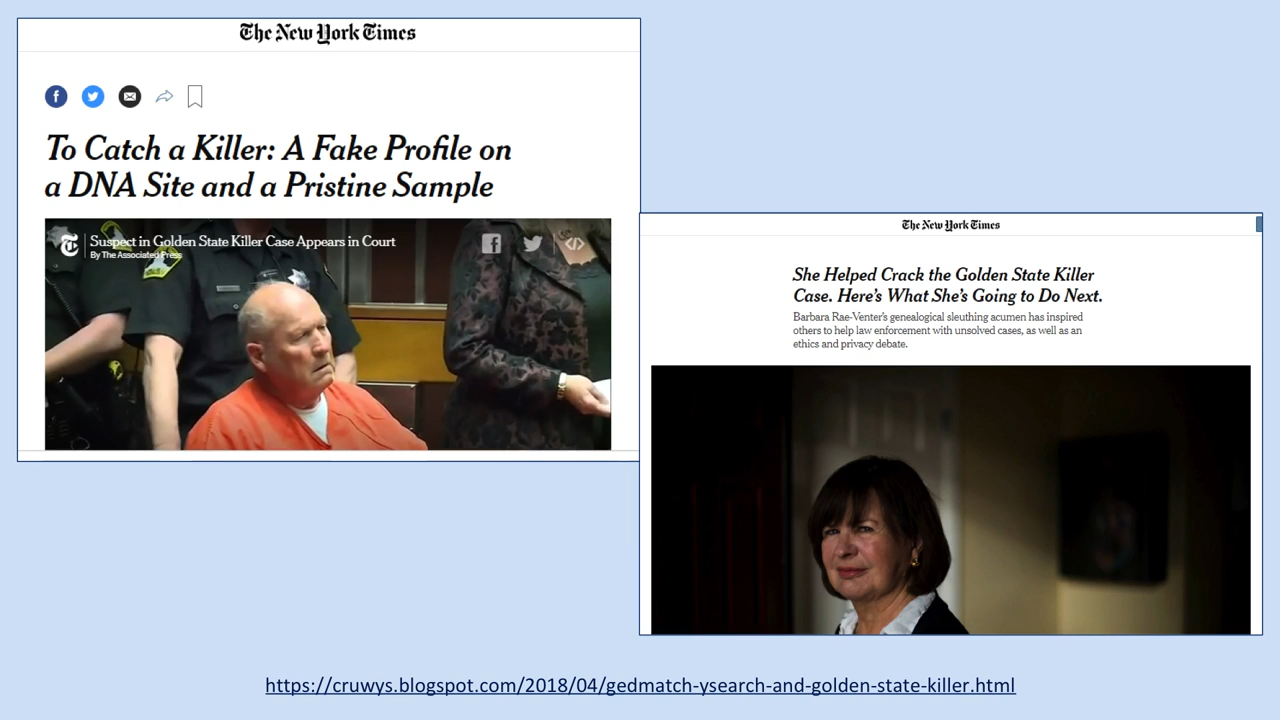 The New York Times
To Catch a Killer: A Fake Profile on
a DNA Site and a Pristine Sample
Suspect in Golden State Killer Case Appears in Court
By The Associated Press
The New York Times
She Helped Crack the Golden State Killer
Case. Here’s What She’s Going to Do Next.
Barbara Rae-Venter’s genealogical sleuthing acumen has inspired
others to help law enforcement with unsolved cases, as well as an
ethics and privacy debate.
https://cruwys.blogspot.com/2018/04/gedmatch-ysearch-and-golden-state-killer.html